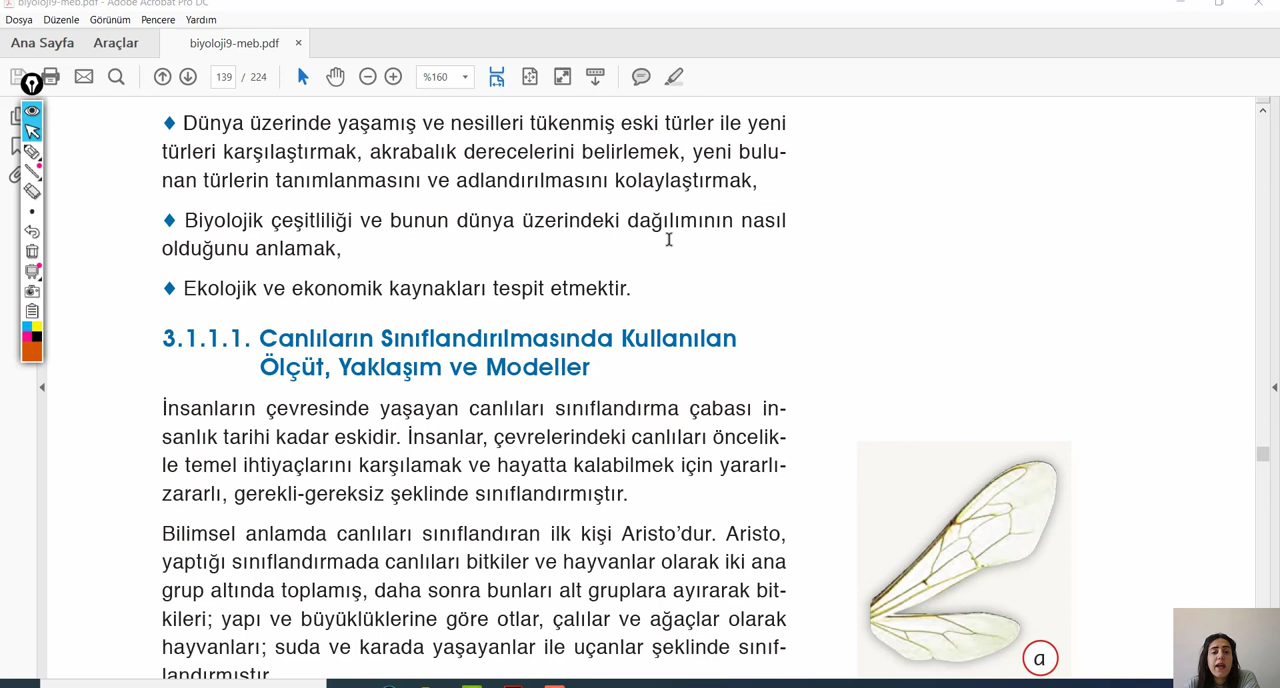 biyoloji9-meb.pdf - Adobe Acrobat Pro DC
Dosya Düzenle Görünüm Pencere Yardım
Ana Sayfa Araçlar biyoloji9-meb.pdf ×
139 / 224 %160
♦ Dünya üzerinde yaşamış ve nesilleri tükenmiş eski türler ile yeni
türleri karşılaştırmak, akrabalık derecelerini belirlemek, yeni bulu-
nan türlerin tanımlanmasını ve adlandırılmasını kolaylaştırmak,
♦ Biyolojik çeşitliliği ve bunun dünya üzerindeki dağılımının nasıl
olduğunu anlamak,
♦ Ekolojik ve ekonomik kaynakları tespit etmektir.
3.1.1.1. Canlıların Sınıflandırılmasında Kullanılan
Ölçüt, Yaklaşım ve Modeller
İnsanların çevresinde yaşayan canlıları sınıflandırma çabası in-
sanlık tarihi kadar eskidir. İnsanlar, çevrelerindeki canlıları öncelik-
le temel ihtiyaçlarını karşılamak ve hayatta kalabilmek için yararlı-
zararlı, gerekli-gereksiz şeklinde sınıflandırmıştır.
Bilimsel anlamda canlıları sınıflandıran ilk kişi Aristo’dur. Aristo,
yaptığı sınıflandırmada canlıları bitkiler ve hayvanlar olarak iki ana
grup altında toplamış, daha sonra bunları alt gruplara ayırarak bit-
kileri; yapı ve büyüklüklerine göre otlar, çalılar ve ağaçlar olarak
hayvanları; suda ve karada yaşayanlar ile uçanlar şeklinde sınıf-
landırmıştır.
a